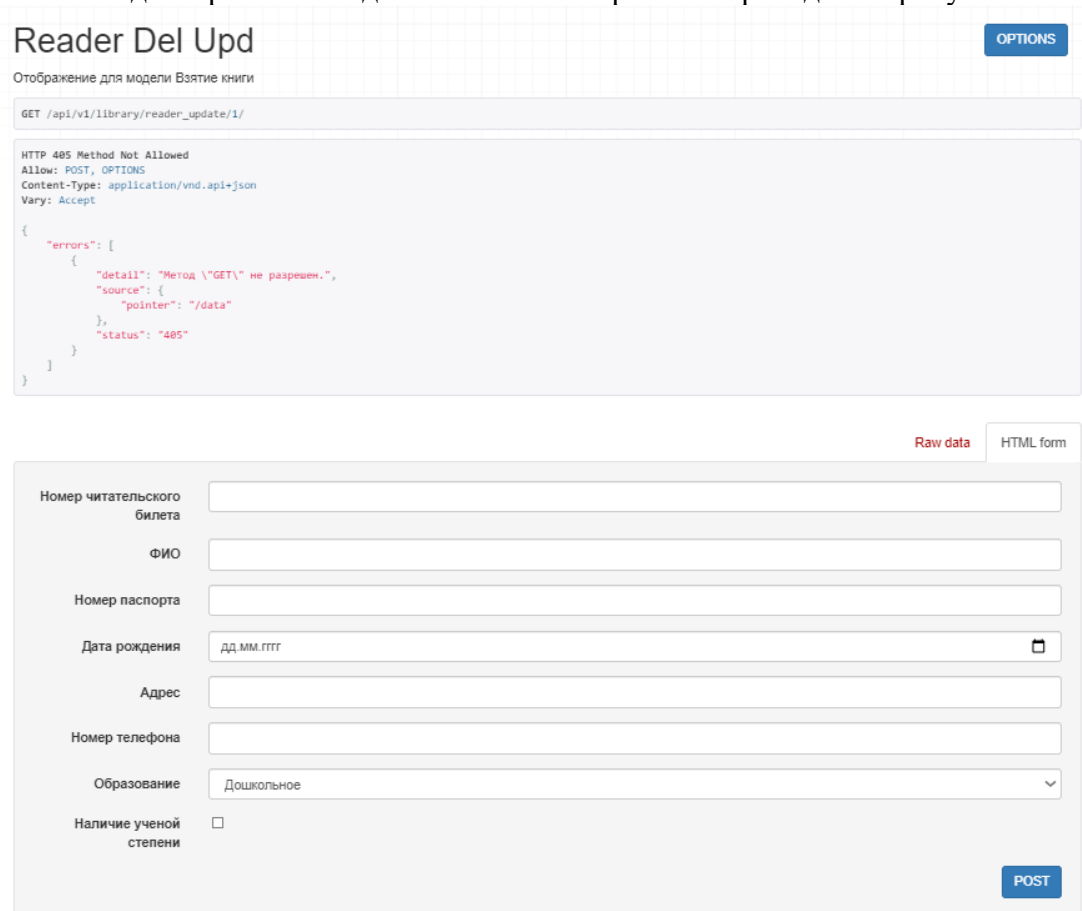 Reader Del Upd
OPTIONS
Отображение для модели Взятие книги
GET /api/v1/library/reader_update/1/
HTTP 405 Method Not Allowed
Allow: POST, OPTIONS
Content-Type: application/vnd.api+json
Vary: Accept
{
"errors": [
{
"detail": "Метод \"GET\" не разрешен.",
"source": {
"pointer": "/data"
},
"status": "405"
}
]
}
Raw data
HTML form
Номер читательского
билета
ФИО
Номер паспорта
Дата рождения
дд.мм.гггг
Адрес
Номер телефона
Образование
Дошкольное
Наличие ученой
степени
POST